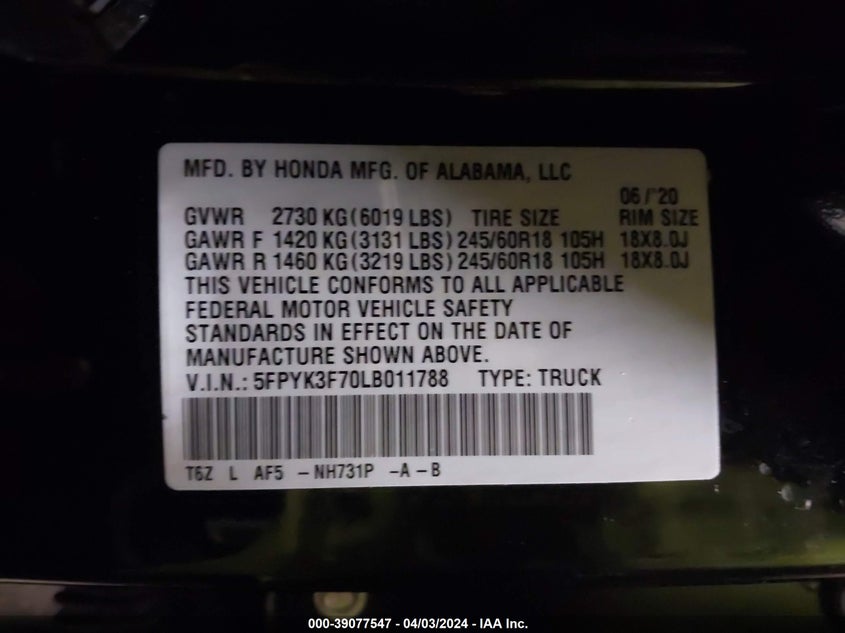 MFD. BY HONDA MFG. OF ALABAMA, LLC
06/'20
GVWR 2730 KG(6019 LBS) TIRE SIZE RIM SIZE
GAWR F 1420 KG(3131 LBS) 245/60R18 105H 18X8.0J
GAWR R 1460 KG(3219 LBS) 245/60R18 105H 18X8.0J
THIS VEHICLE CONFORMS TO ALL APPLICABLE
FEDERAL MOTOR VEHICLE SAFETY
STANDARDS IN EFFECT ON THE DATE OF
MANUFACTURE SHOWN ABOVE.
V.I.N.: 5FPYK3F70LB011788 TYPE: TRUCK
T6Z L AF5 -NH731P -A-B
000-39077547 - 04/03/2024 - IAA Inc.